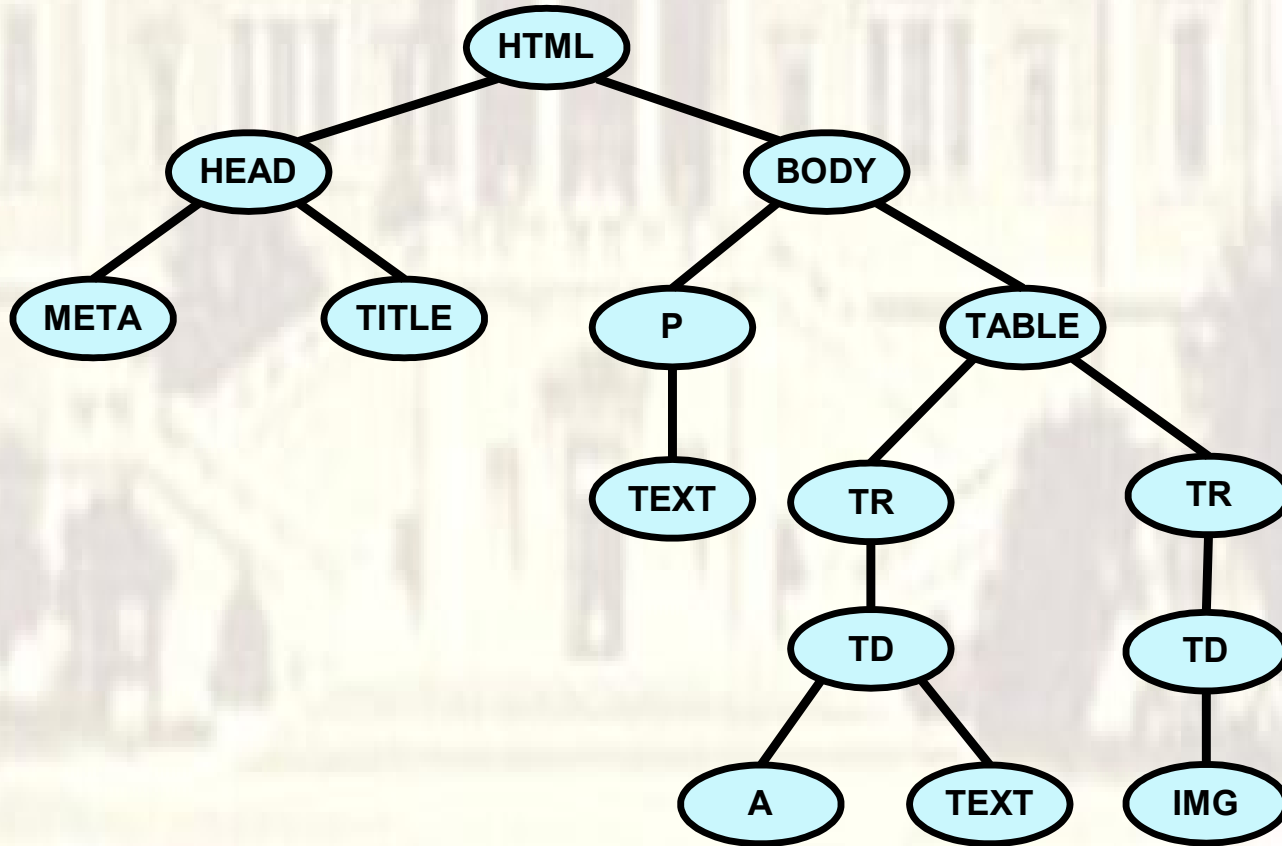 HTML
HEAD BODY
META TITLE P TABLE
TEXT TR TR
TD TD
A TEXT IMG